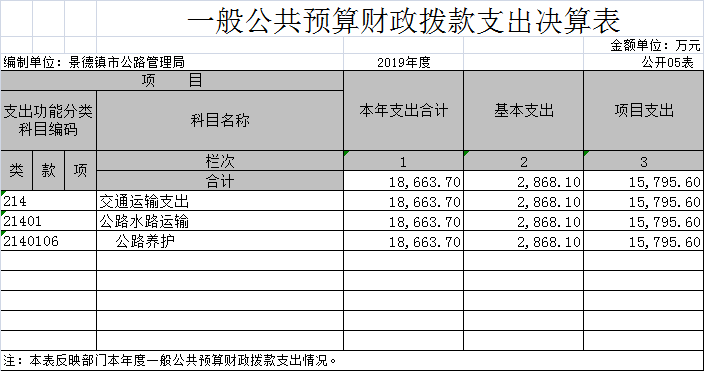 一般公共预算财政拨款支出决算表
金额单位：万元
编制单位：景德镇市公路管理局 2019年度 公开05表
项 目 本年支出合计 基本支出 项目支出
支出功能分类科目编码 科目名称
类 款 项 栏次 1 2 3
合计 18,663.70 2,868.10 15,795.60
214 交通运输支出 18,663.70 2,868.10 15,795.60
21401 公路水路运输 18,663.70 2,868.10 15,795.60
2140106 公路养护 18,663.70 2,868.10 15,795.60
注：本表反映部门本年度一般公共预算财政拨款支出情况。